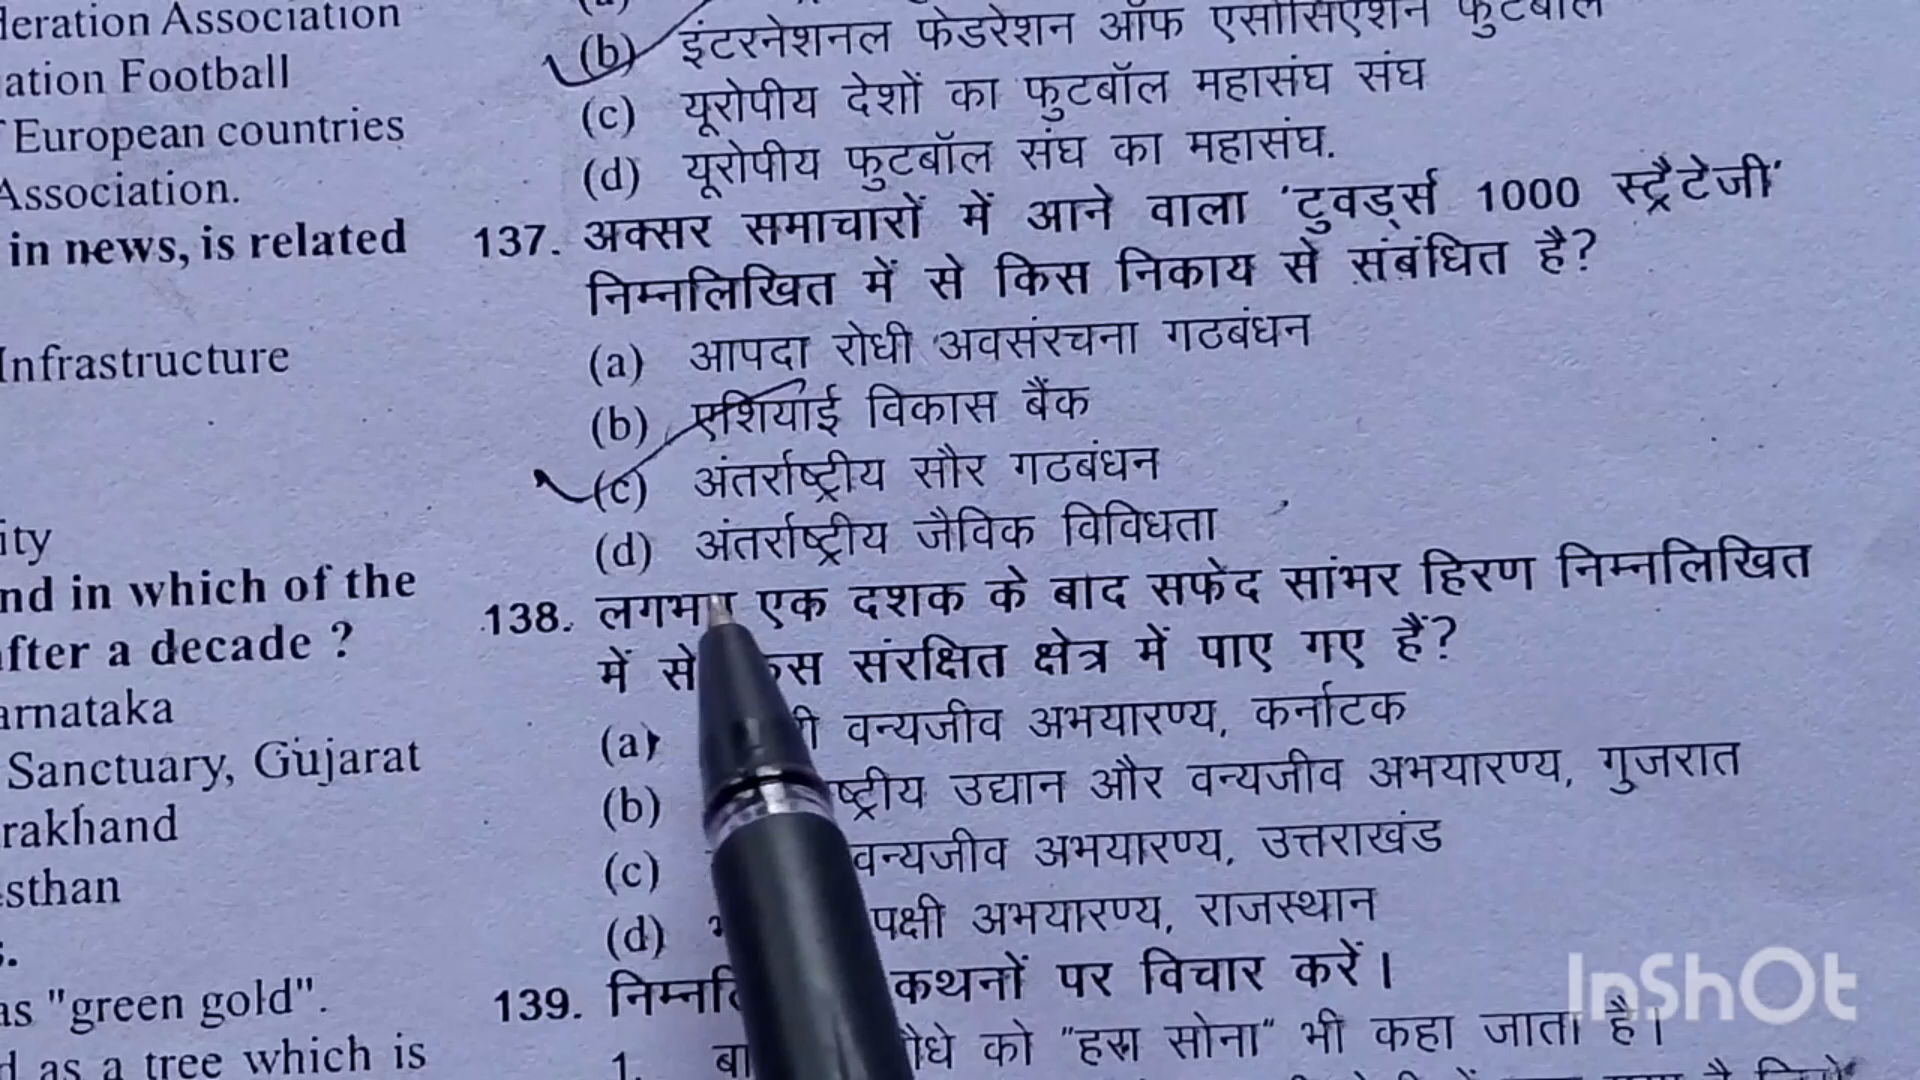 deration Association
ation Football
European countries
Association.
in news, is related
Infrastructure
ity
nd in which of the
after a decade ?
arnataka
Sanctuary, Gujarat
rakhand
sthan
s.
as "green gold".
d as a tree which is
(b) इंटरनेशनल फेडरेशन ऑफ एसोसिएशन फुटबॉल
(c) यूरोपीय देशों का फुटबॉल महासंघ संघ
(d) यूरोपीय फुटबॉल संघ का महासंघ.
137. अक्सर समाचारों में आने वाला 'टुवर्ड्स 1000 स्ट्रैटेजी'
निम्नलिखित में से किस निकाय से संबंधित है?
(a) आपदा रोधी अवसंरचना गठबंधन
(b) एशियाई विकास बैंक
(c) अंतर्राष्ट्रीय सौर गठबंधन
(d) अंतर्राष्ट्रीय जैविक विविधता
138. लगभग एक दशक के बाद सफेद सांभर हिरण निम्नलिखित
में से किस संरक्षित क्षेत्र में पाए गए हैं?
(a) वन्यजीव अभयारण्य, कर्नाटक
(b) राष्ट्रीय उद्यान और वन्यजीव अभयारण्य, गुजरात
(c) वन्यजीव अभयारण्य, उत्तराखंड
(d) पक्षी अभयारण्य, राजस्थान
139. कथनों पर विचार करें।
1. पौधे को "हरा सोना" भी कहा जाता है।
InShOt